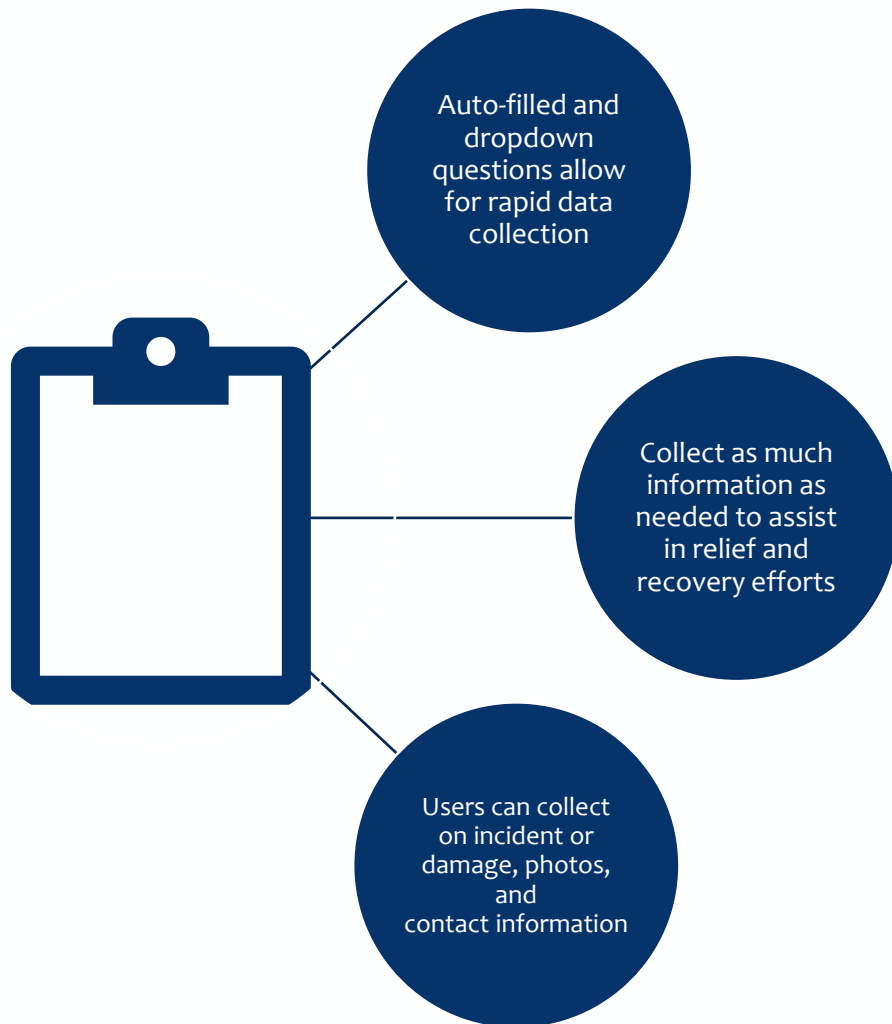 Auto-filled and
dropdown
questions allow
for rapid data
collection
Collect as much
information as
needed to assist
in relief and
recovery efforts
Users can collect
on incident or
damage, photos,
and
contact information